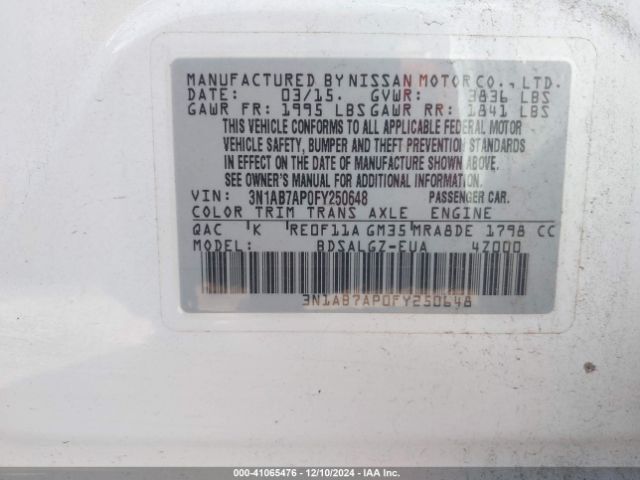 MANUFACTURED BY NISSAN MOTOR CO., LTD.
DATE: 03/15. GVWR: 3836 LBS
GAWR FR: 1995 LBS GAWR RR: 1841 LBS
THIS VEHICLE CONFORMS TO ALL APPLICABLE FEDERAL MOTOR
VEHICLE SAFETY, BUMPER AND THEFT PREVENTION STANDARDS
IN EFFECT ON THE DATE OF MANUFACTURE SHOWN ABOVE.
SEE OWNER'S MANUAL FOR ADDITIONAL INFORMATION.
VIN: 3N1AB7AP0FY250648 PASSENGER CAR.
COLOR TRIM TRANS AXLE ENGINE
QAC K RE0F11A GM35 MRA8DE 1798 CC
BDSALGZ-EUA 4Z000
3N1AB7AP0FY250648
000-41065476 • 12/10/2024 • IAA Inc.